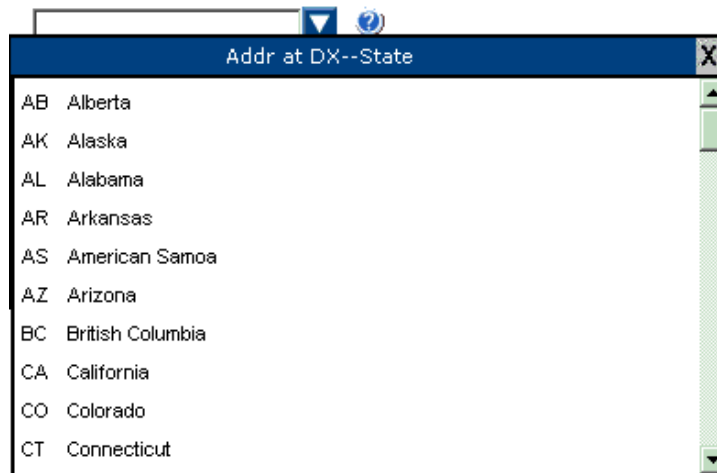 ?
Addr at DX--State X
AB Alberta
AK Alaska
AL Alabama
AR Arkansas
AS American Samoa
AZ Arizona
BC British Columbia
CA California
CO Colorado
CT Connecticut